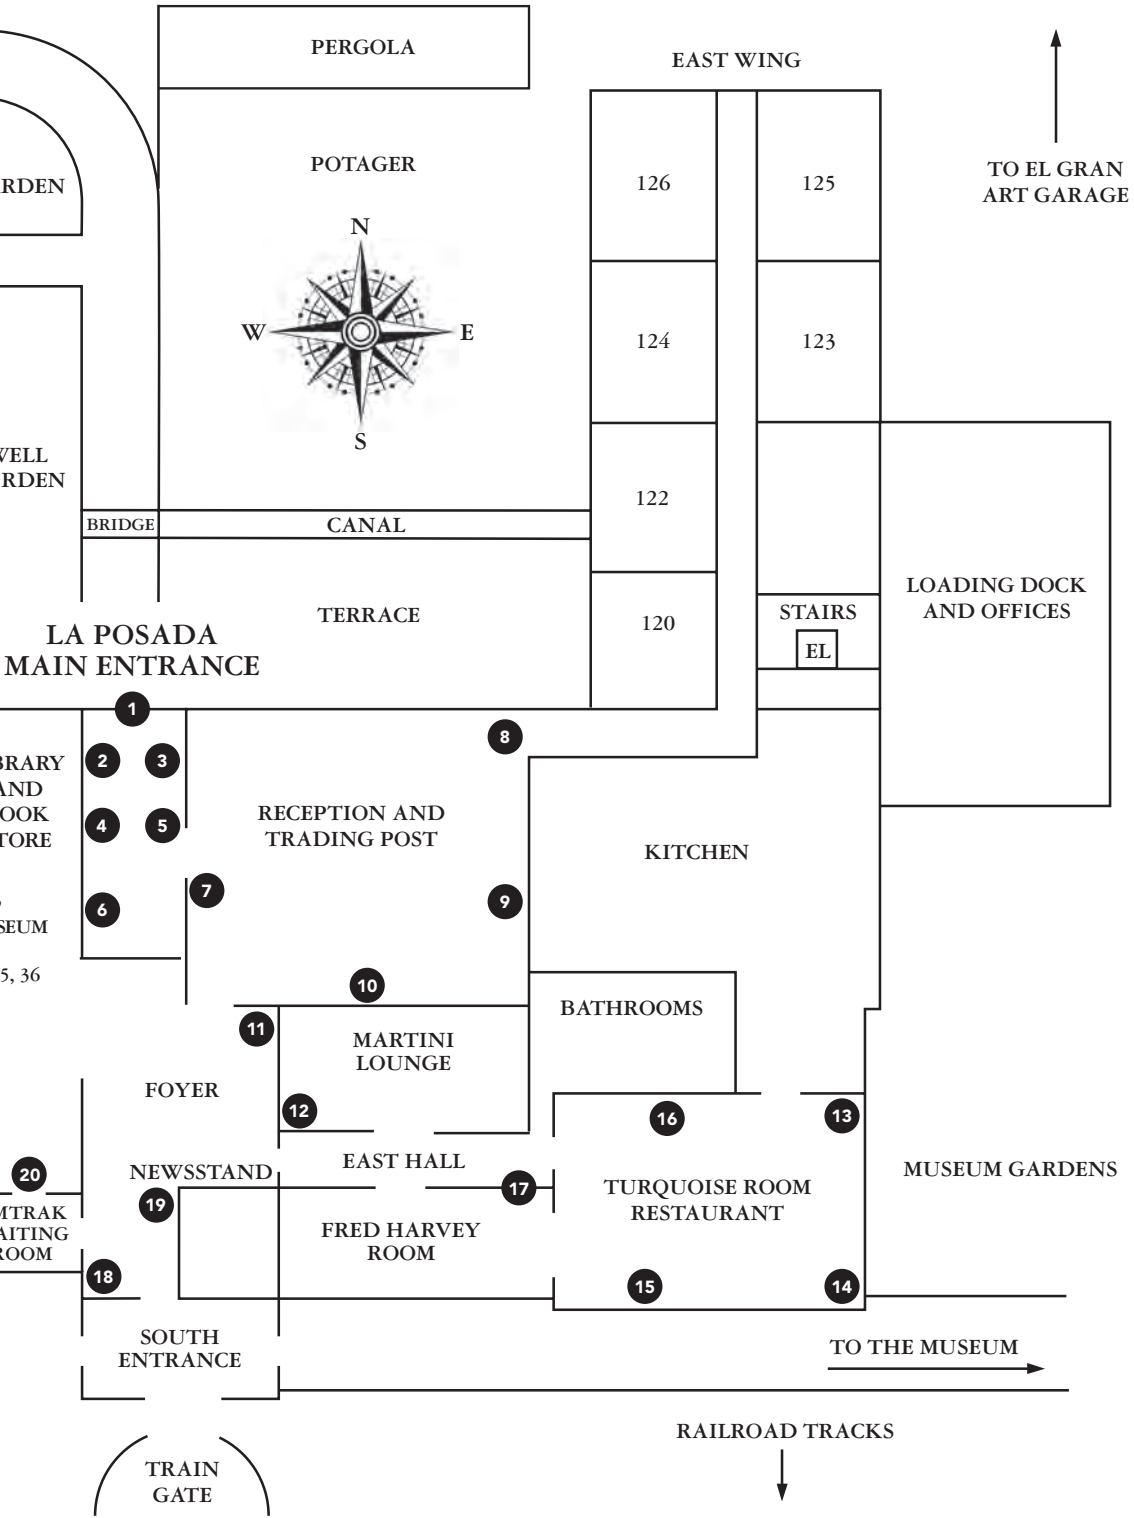 PERGOLA
EAST WING
TO EL GRAN
ART GARAGE
POTAGER
RDEN
126
125
N
W
E
S
124
123
VELL
RDEN
122
BRIDGE
CANAL
LOADING DOCK
AND OFFICES
TERRACE
120
STAIRS
EL
LA POSADA
MAIN ENTRANCE
1
2
3
4
5
6
7
8
9
BRARY
AND
OOK
TORE
SEUM
5, 36
RECEPTION AND
TRADING POST
KITCHEN
10
11
MARTINI
LOUNGE
BATHROOMS
FOYER
12
16
13
EAST HALL
NEWSSTAND
20
19
17
TURQUOISE ROOM
RESTAURANT
MUSEUM GARDENS
MTRAK
AITING
ROOM
FRED HARVEY
ROOM
18
15
14
SOUTH
ENTRANCE
TO THE MUSEUM
RAILROAD TRACKS
TRAIN
GATE